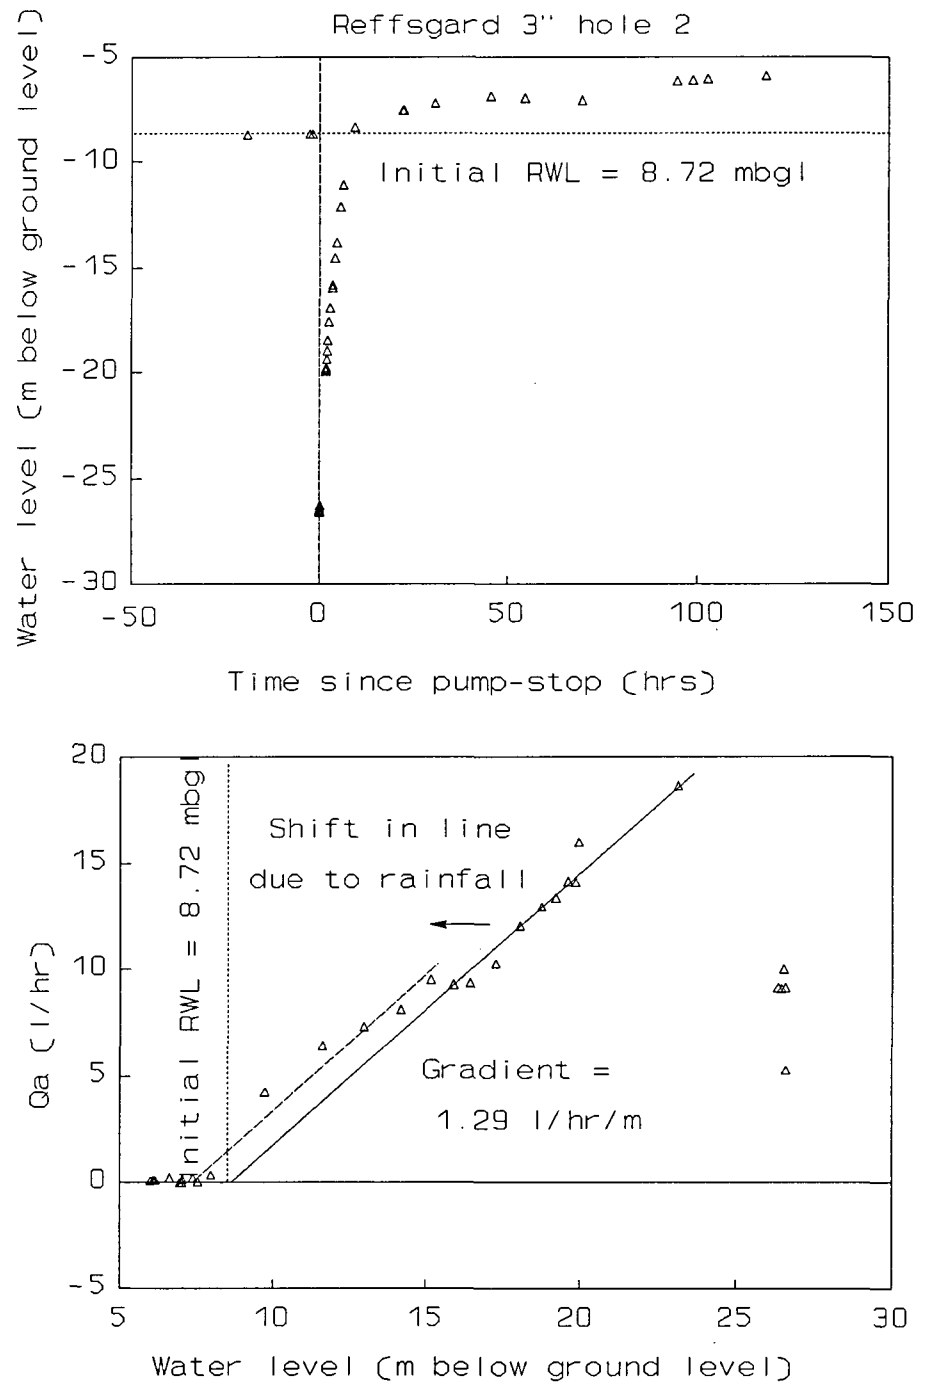 Reffsgard 3" hole 2
Water level (m below ground level)
-5
-10
-15
-20
-25
-30
Initial RWL = 8.72 mbgl
-50 0 50 100 150
Time since pump-stop (hrs)
Qa (l/hr)
20
15
10
5
0
-5
Initial RWL = 8.72 mbgl
Shift in line
due to rainfall
Gradient =
1.29 l/hr/m
5 10 15 20 25 30
Water level (m below ground level)